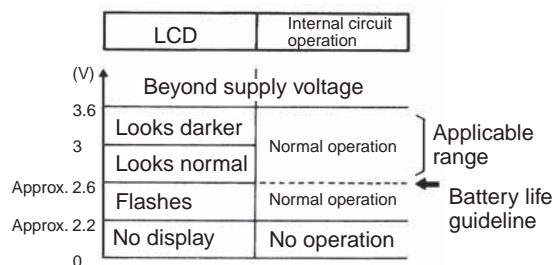 LCD
Internal circuit
operation
(V)
Beyond supply voltage
3.6
Looks darker
Normal operation
Applicable
range
3
Looks normal
Approx. 2.6
Battery life
guideline
Flashes
Normal operation
Approx. 2.2
No display
No operation
0